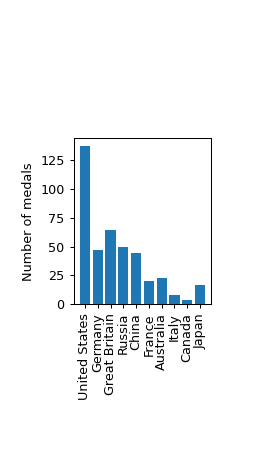 Number of medals
125
100
75
50
25
0
United States
Germany
Great Britain
Russia
China
France
Australia
Italy
Canada
Japan